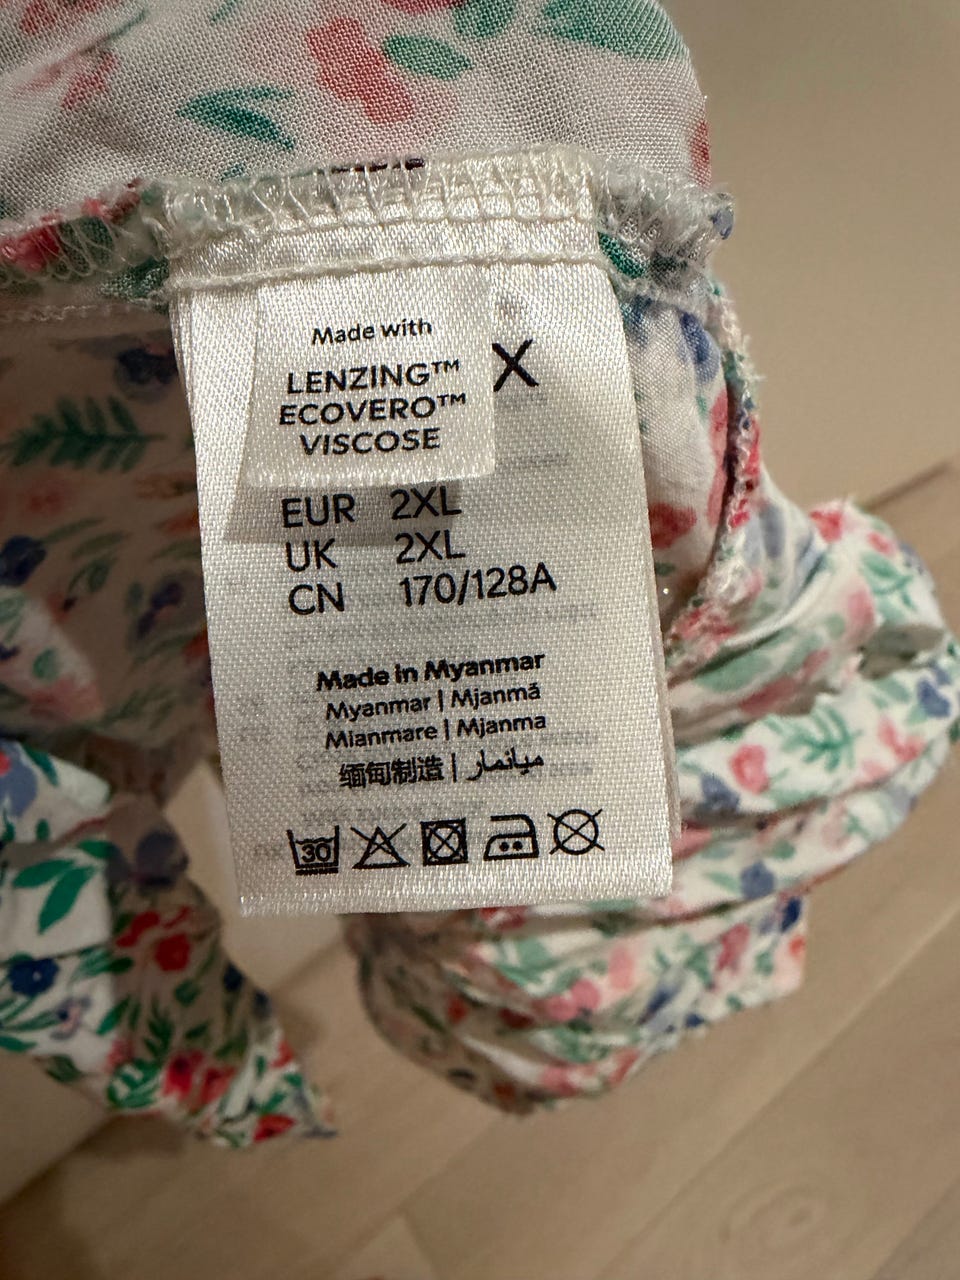 Made with
LENZING™
ECOVERO™
VISCOSE
X
EUR 2XL
UK 2XL
CN 170/128A
Made in Myanmar
Myanmar | Mjanmã
Mianmare | Mjanma
缅甸制造 | ميانمار
30